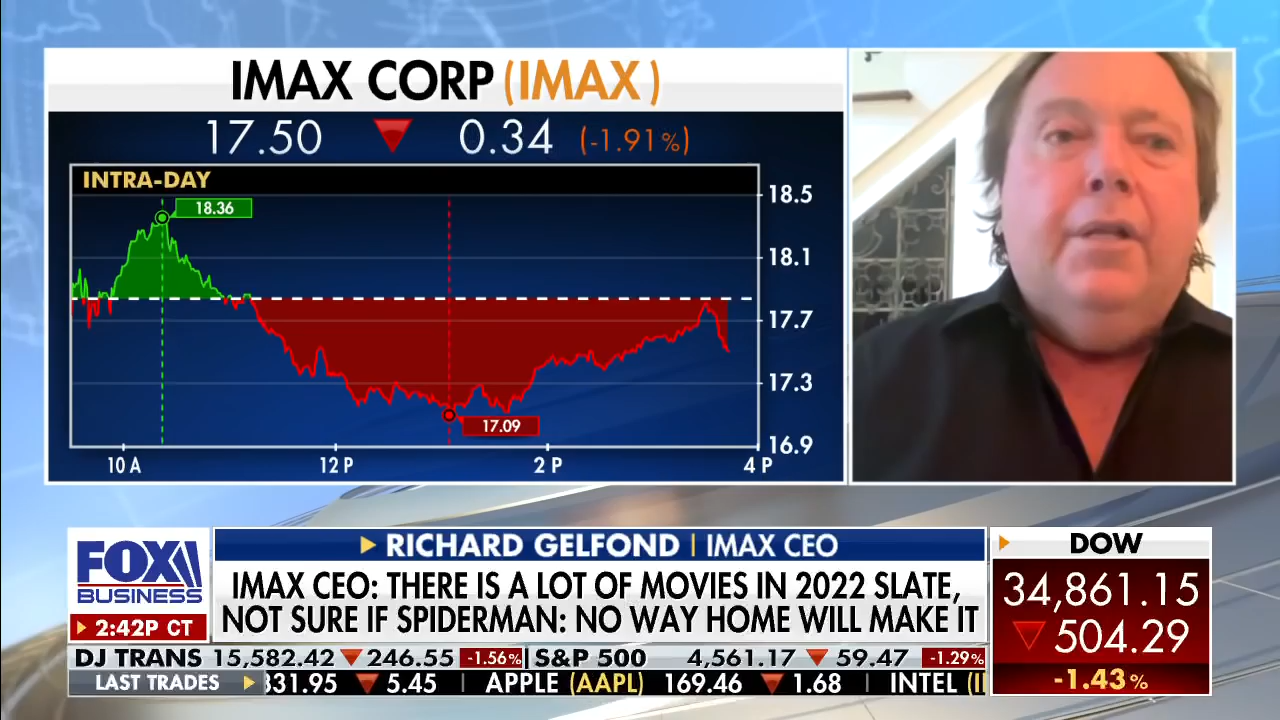 IMAX CORP (IMAX)
17.50 0.34 (-1.91%)
INTRA-DAY
18.36
17.09
18.5
18.1
17.7
17.3
16.9
10 A 12 P 2 P 4 P
FOX
BUSINESS
2:42P CT
RICHARD GELFOND | IMAX CEO
IMAX CEO: THERE IS A LOT OF MOVIES IN 2022 SLATE,
NOT SURE IF SPIDERMAN: NO WAY HOME WILL MAKE IT
DOW
34,861.15
504.29
-1.43%
DJ TRANS 15,582.42 246.55 -1.56% S&P 500 4,561.17 59.47 -1.29%
LAST TRADES 331.95 5.45 | APPLE (AAPL) 169.46 1.68 | INTEL